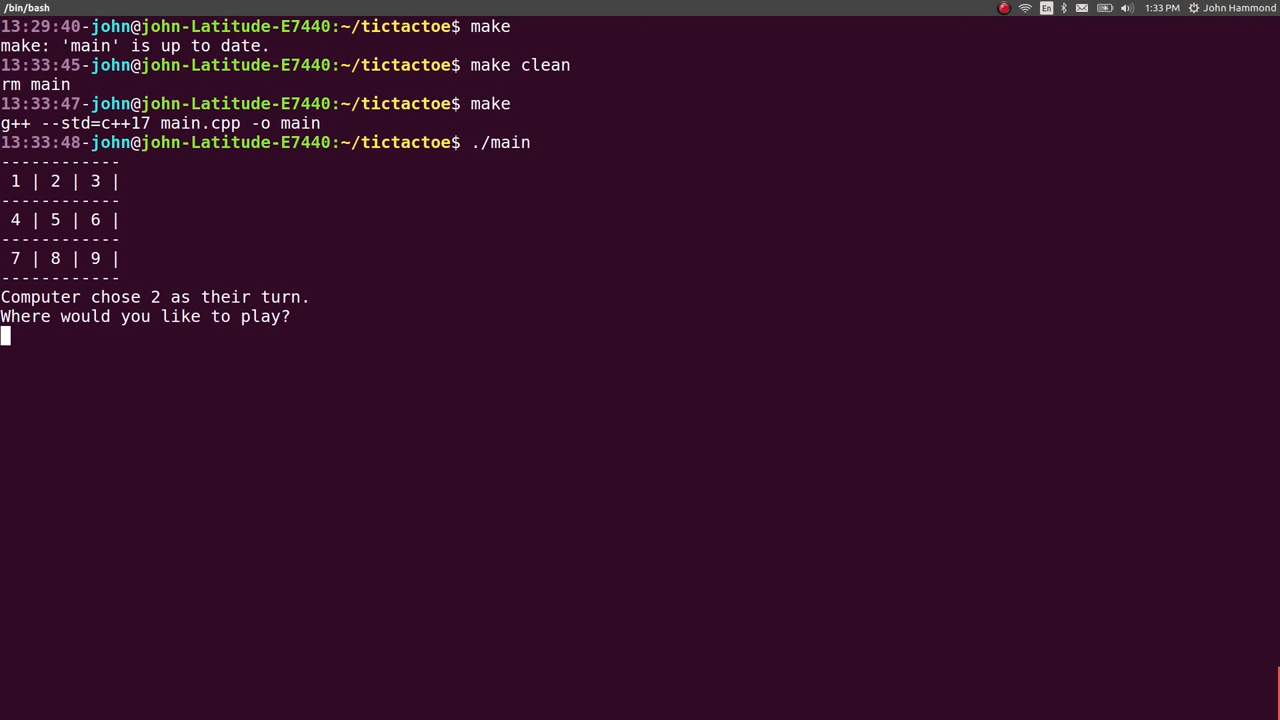 /bin/bash
En 1:33 PM John Hammond
13:29:40-john@john-Latitude-E7440:~/tictactoe$ make
make: 'main' is up to date.
13:33:45-john@john-Latitude-E7440:~/tictactoe$ make clean
rm main
13:33:47-john@john-Latitude-E7440:~/tictactoe$ make
g++ --std=c++17 main.cpp -o main
13:33:48-john@john-Latitude-E7440:~/tictactoe$ ./main
------------
 1 | 2 | 3 |
------------
 4 | 5 | 6 |
------------
 7 | 8 | 9 |
------------
Computer chose 2 as their turn.
Where would you like to play?